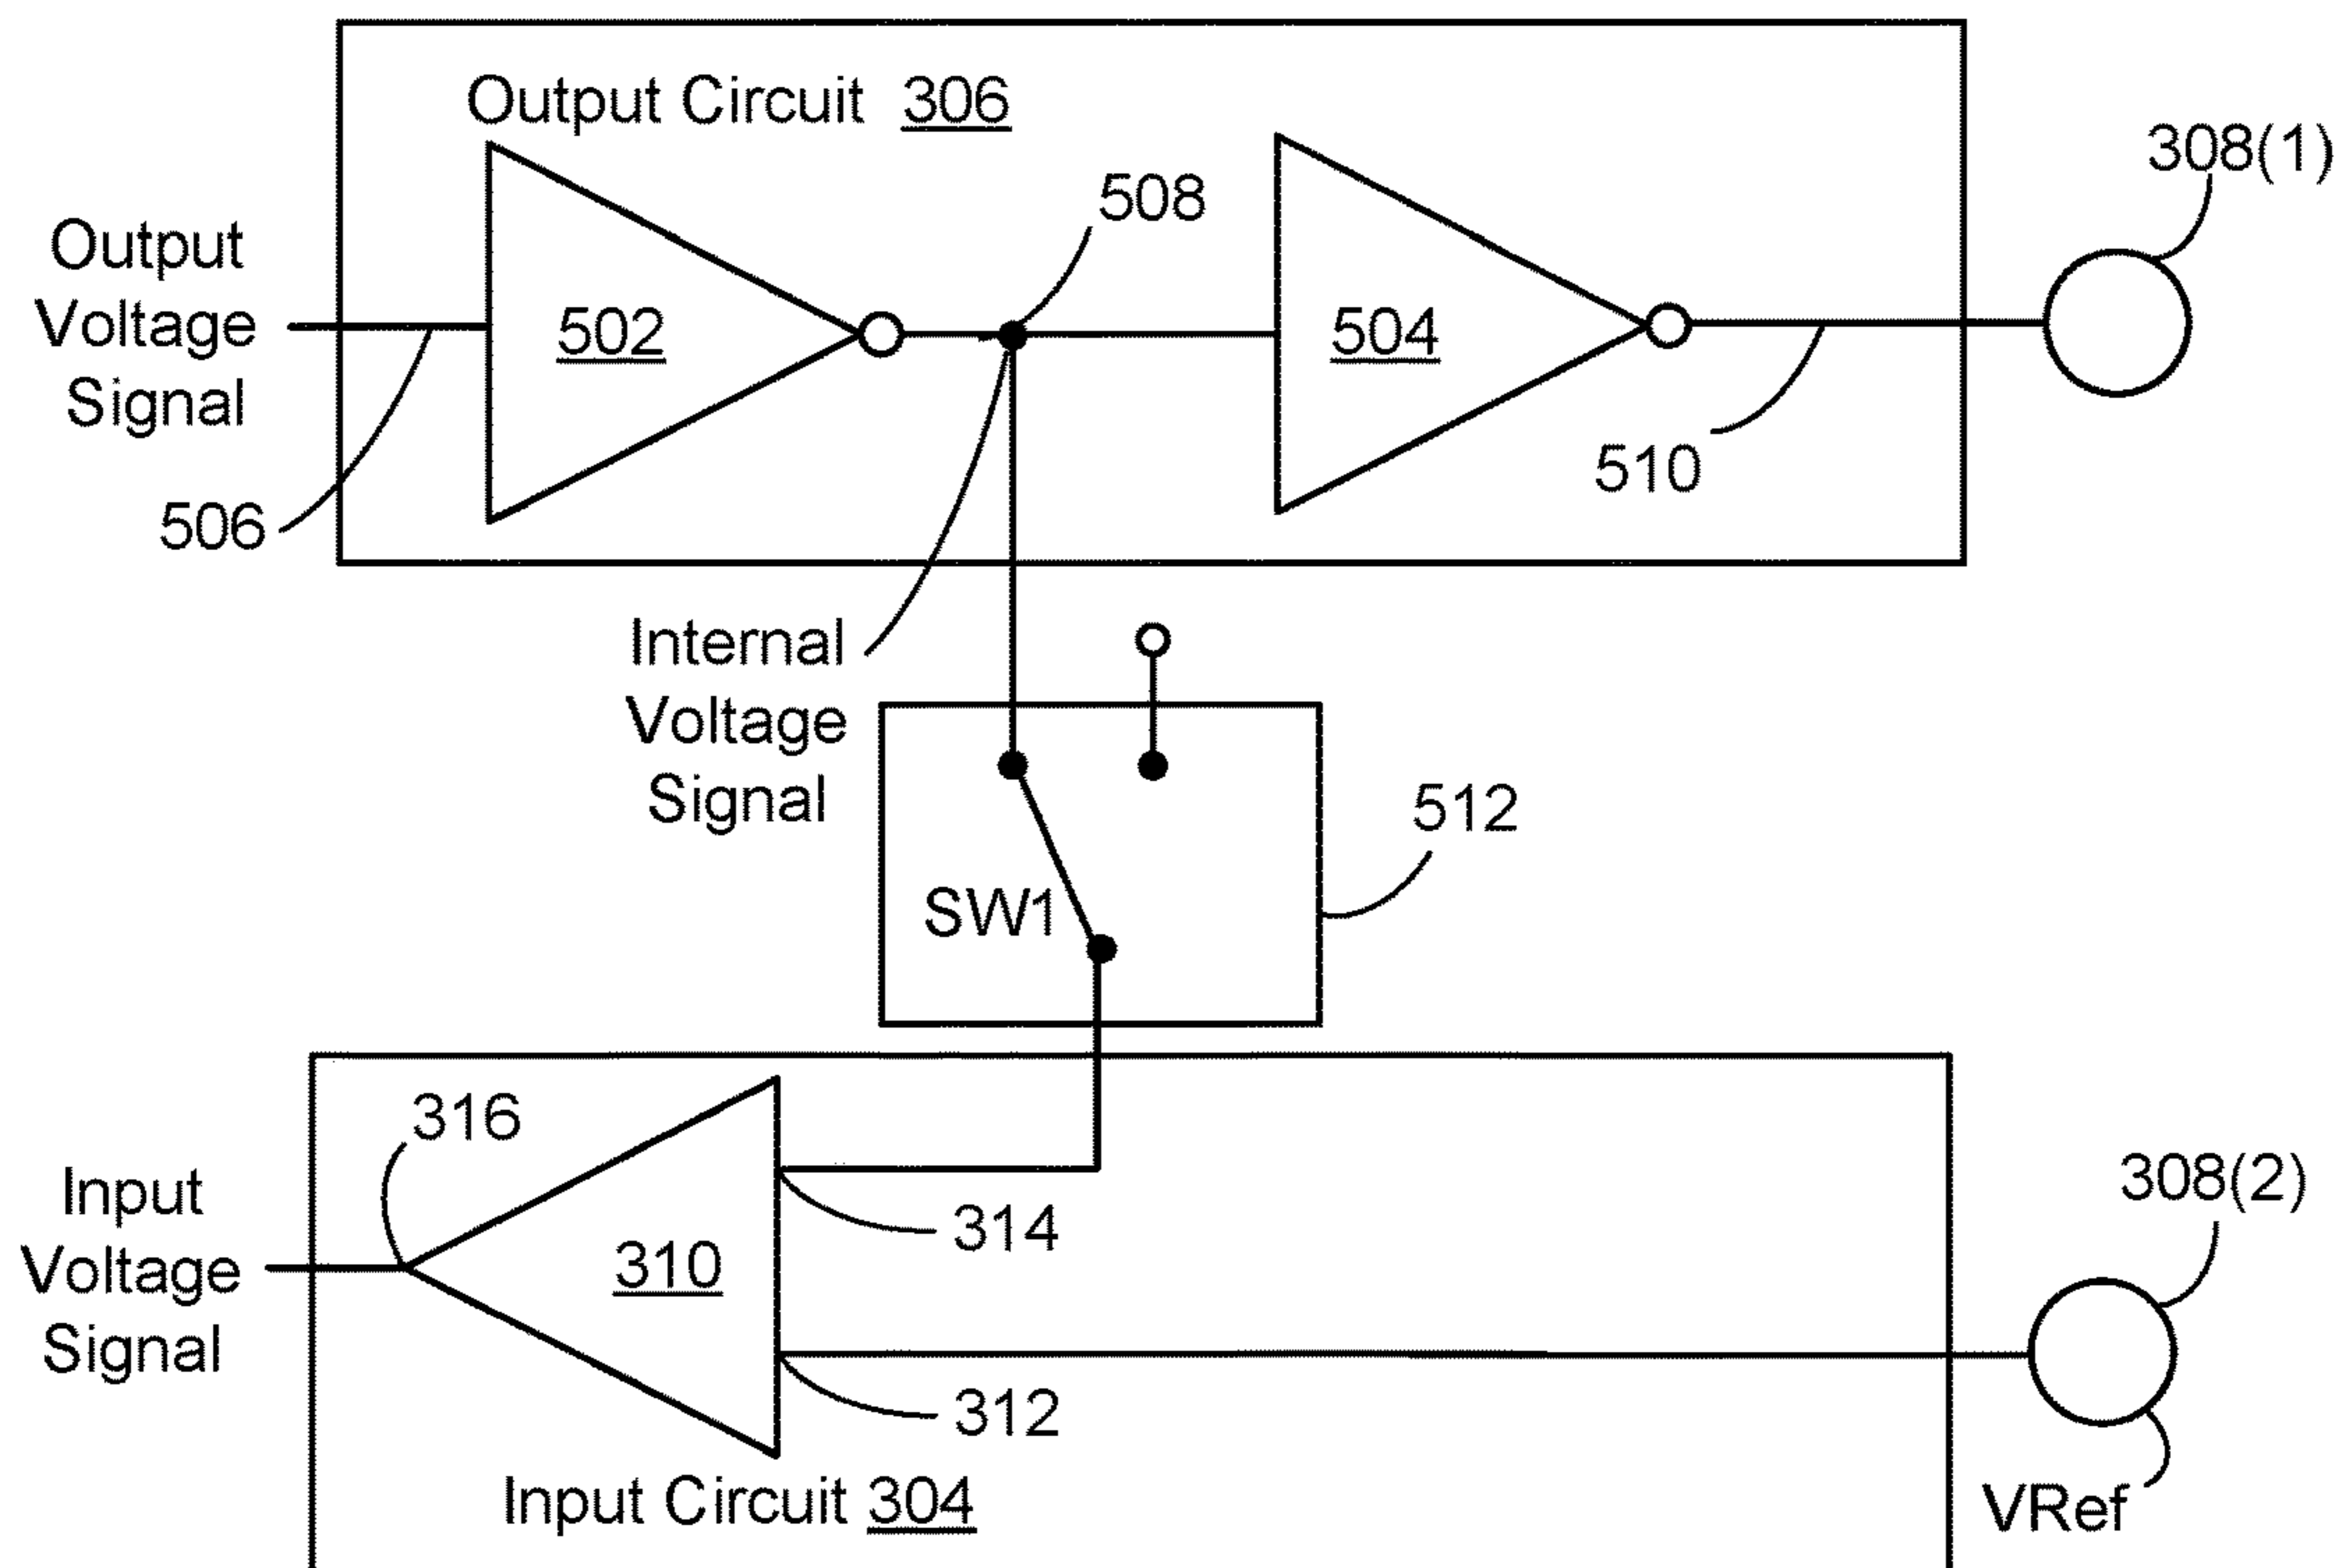 Output Circuit 306
308(1)
508
Output
Voltage
Signal
502
504
510
506
Internal
Voltage
Signal
512
SW1
316
Input
Voltage
Signal
310
314
308(2)
312
Input Circuit 304
VRef